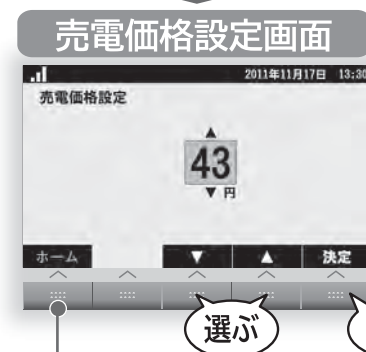 売電価格設定画面
2011年11月17日 13:30
売電価格設定
▲
43
▼ 円
ホーム ▼ ▲ 決定
選ぶ